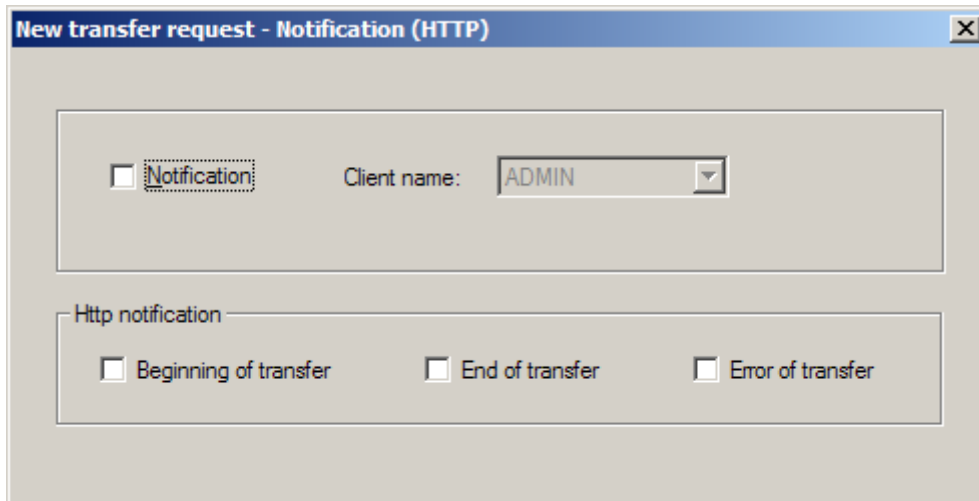 New transfer request - Notification (HTTP)
Notification Client name: ADMIN
Http notification
Beginning of transfer End of transfer Error of transfer